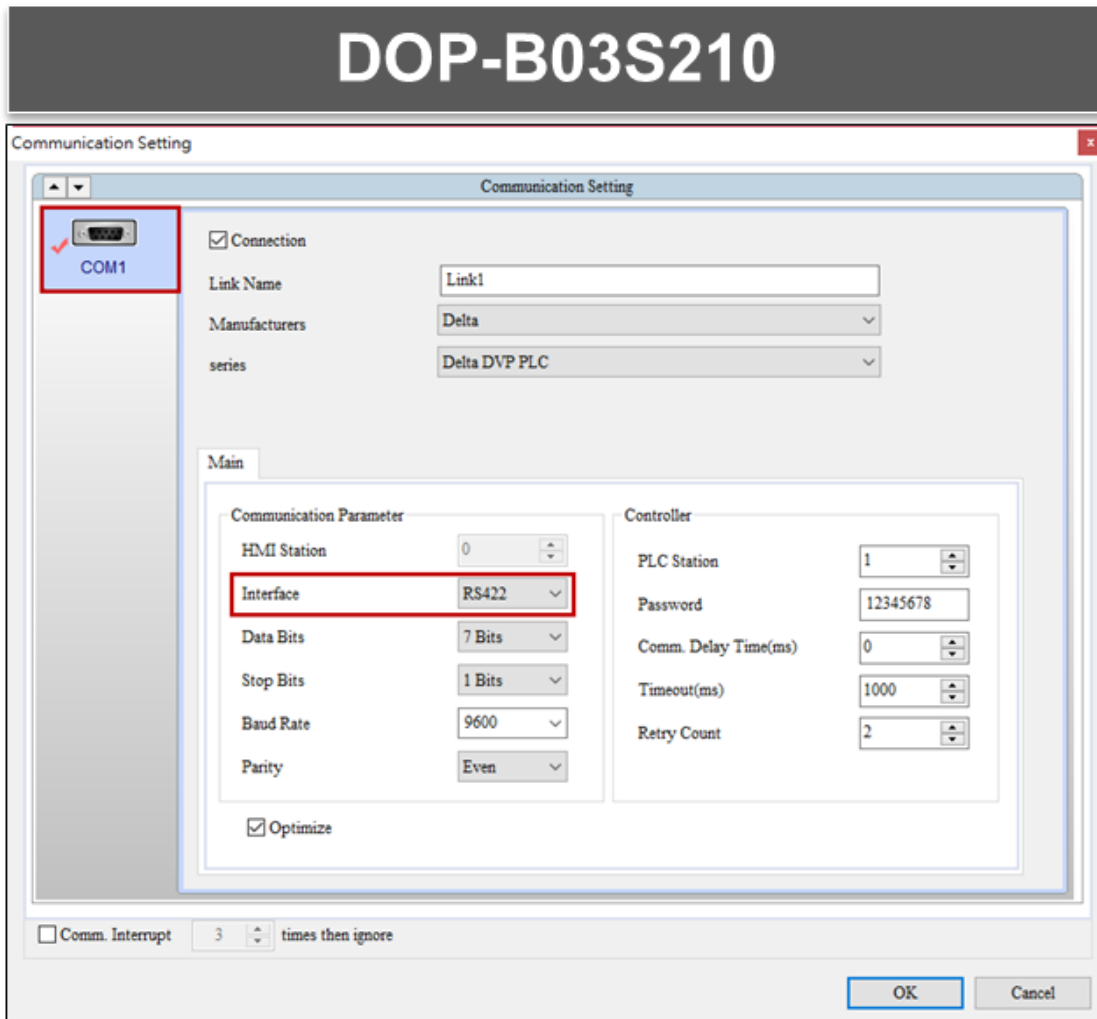 DOP-B03S210
Communication Setting
x
Communication Setting
COM1
Connection
Link Name Link1
Manufacturers Delta
series Delta DVP PLC
Main
Communication Parameter
HMI Station 0
Interface RS422
Data Bits 7 Bits
Stop Bits 1 Bits
Baud Rate 9600
Parity Even
Optimize
Controller
PLC Station 1
Password 12345678
Comm. Delay Time(ms) 0
Timeout(ms) 1000
Retry Count 2
Comm. Interrupt 3 times then ignore
OK Cancel